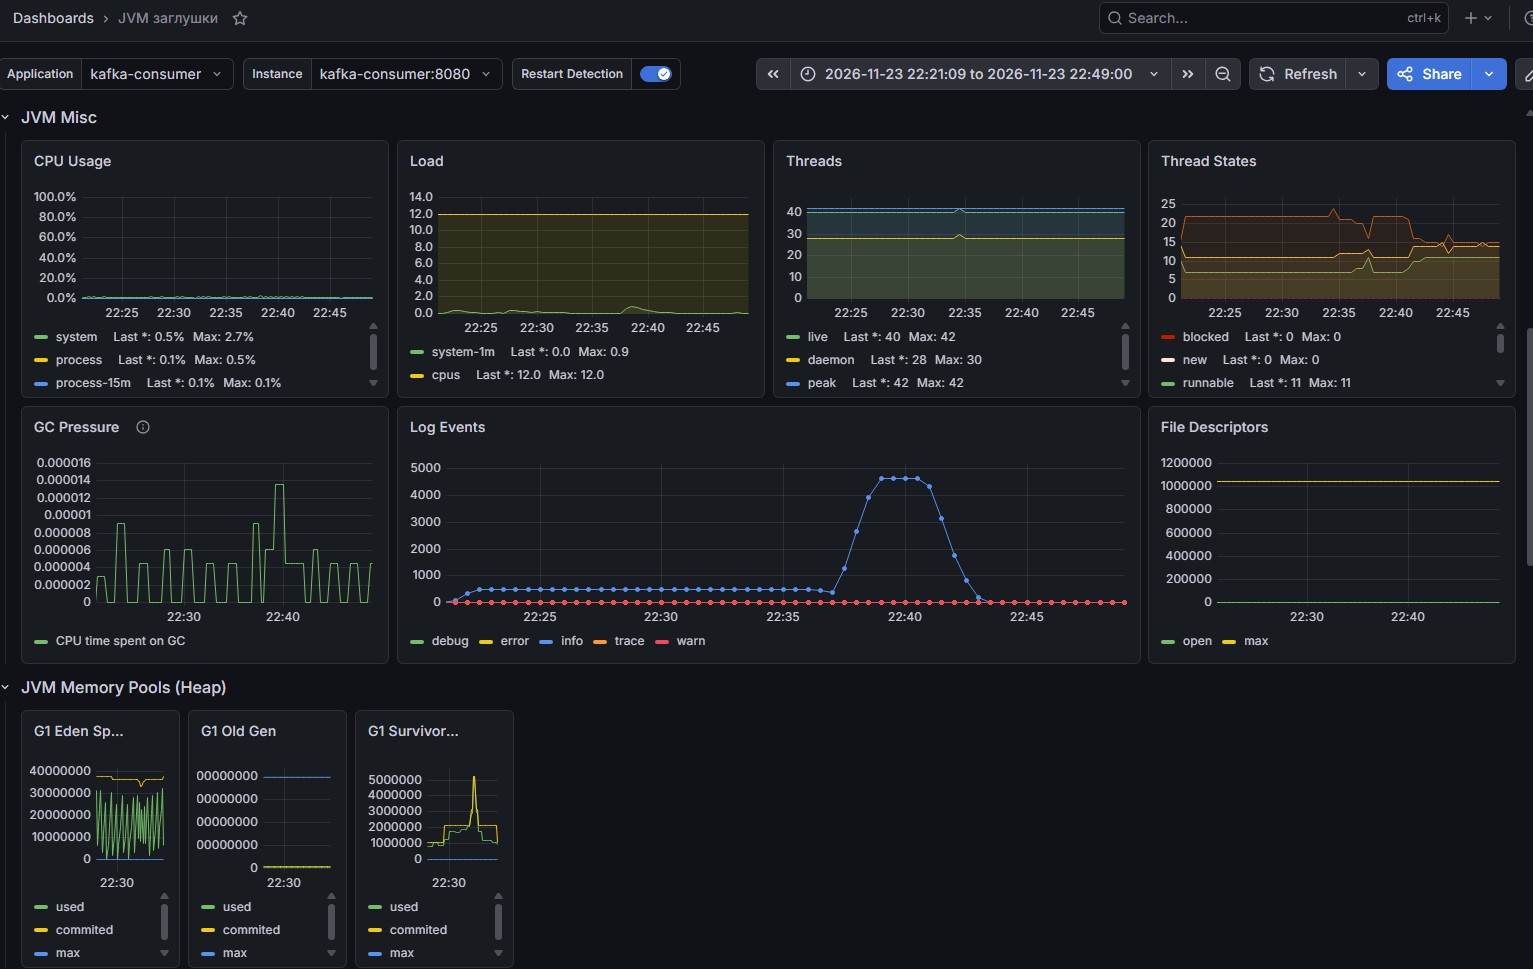 Dashboards › JVM заглушки
Search... ctrl+k
Application kafka-consumer Instance kafka-consumer:8080 Restart Detection
2026-11-23 22:21:09 to 2026-11-23 22:49:00 Refresh Share
JVM Misc
CPU Usage
100.0%
80.0%
60.0%
40.0%
20.0%
0.0%
22:25 22:30 22:35 22:40 22:45
system Last *: 0.5% Max: 2.7%
process Last *: 0.1% Max: 0.5%
process-15m Last *: 0.1% Max: 0.1%
Load
14.0
12.0
10.0
8.0
6.0
4.0
2.0
0.0
22:25 22:30 22:35 22:40 22:45
system-1m Last *: 0.0 Max: 0.9
cpus Last *: 12.0 Max: 12.0
Threads
40
30
20
10
0
22:25 22:30 22:35 22:40 22:45
live Last *: 40 Max: 42
daemon Last *: 28 Max: 30
peak Last *: 42 Max: 42
Thread States
25
20
15
10
5
0
22:25 22:30 22:35 22:40 22:45
blocked Last *: 0 Max: 0
new Last *: 0 Max: 0
runnable Last *: 11 Max: 11
GC Pressure
0.000016
0.000014
0.000012
0.00001
0.000008
0.000006
0.000004
0.000002
0
22:30 22:40
CPU time spent on GC
Log Events
5000
4000
3000
2000
1000
0
22:25 22:30 22:35 22:40 22:45
debug error info trace warn
File Descriptors
1200000
1000000
800000
600000
400000
200000
0
22:30 22:40
open max
JVM Memory Pools (Heap)
G1 Eden Sp...
40000000
30000000
20000000
10000000
0
22:30
used
commited
max
G1 Old Gen
00000000
00000000
00000000
00000000
0
22:30
used
commited
max
G1 Survivor...
5000000
4000000
3000000
2000000
1000000
0
22:30
used
commited
max